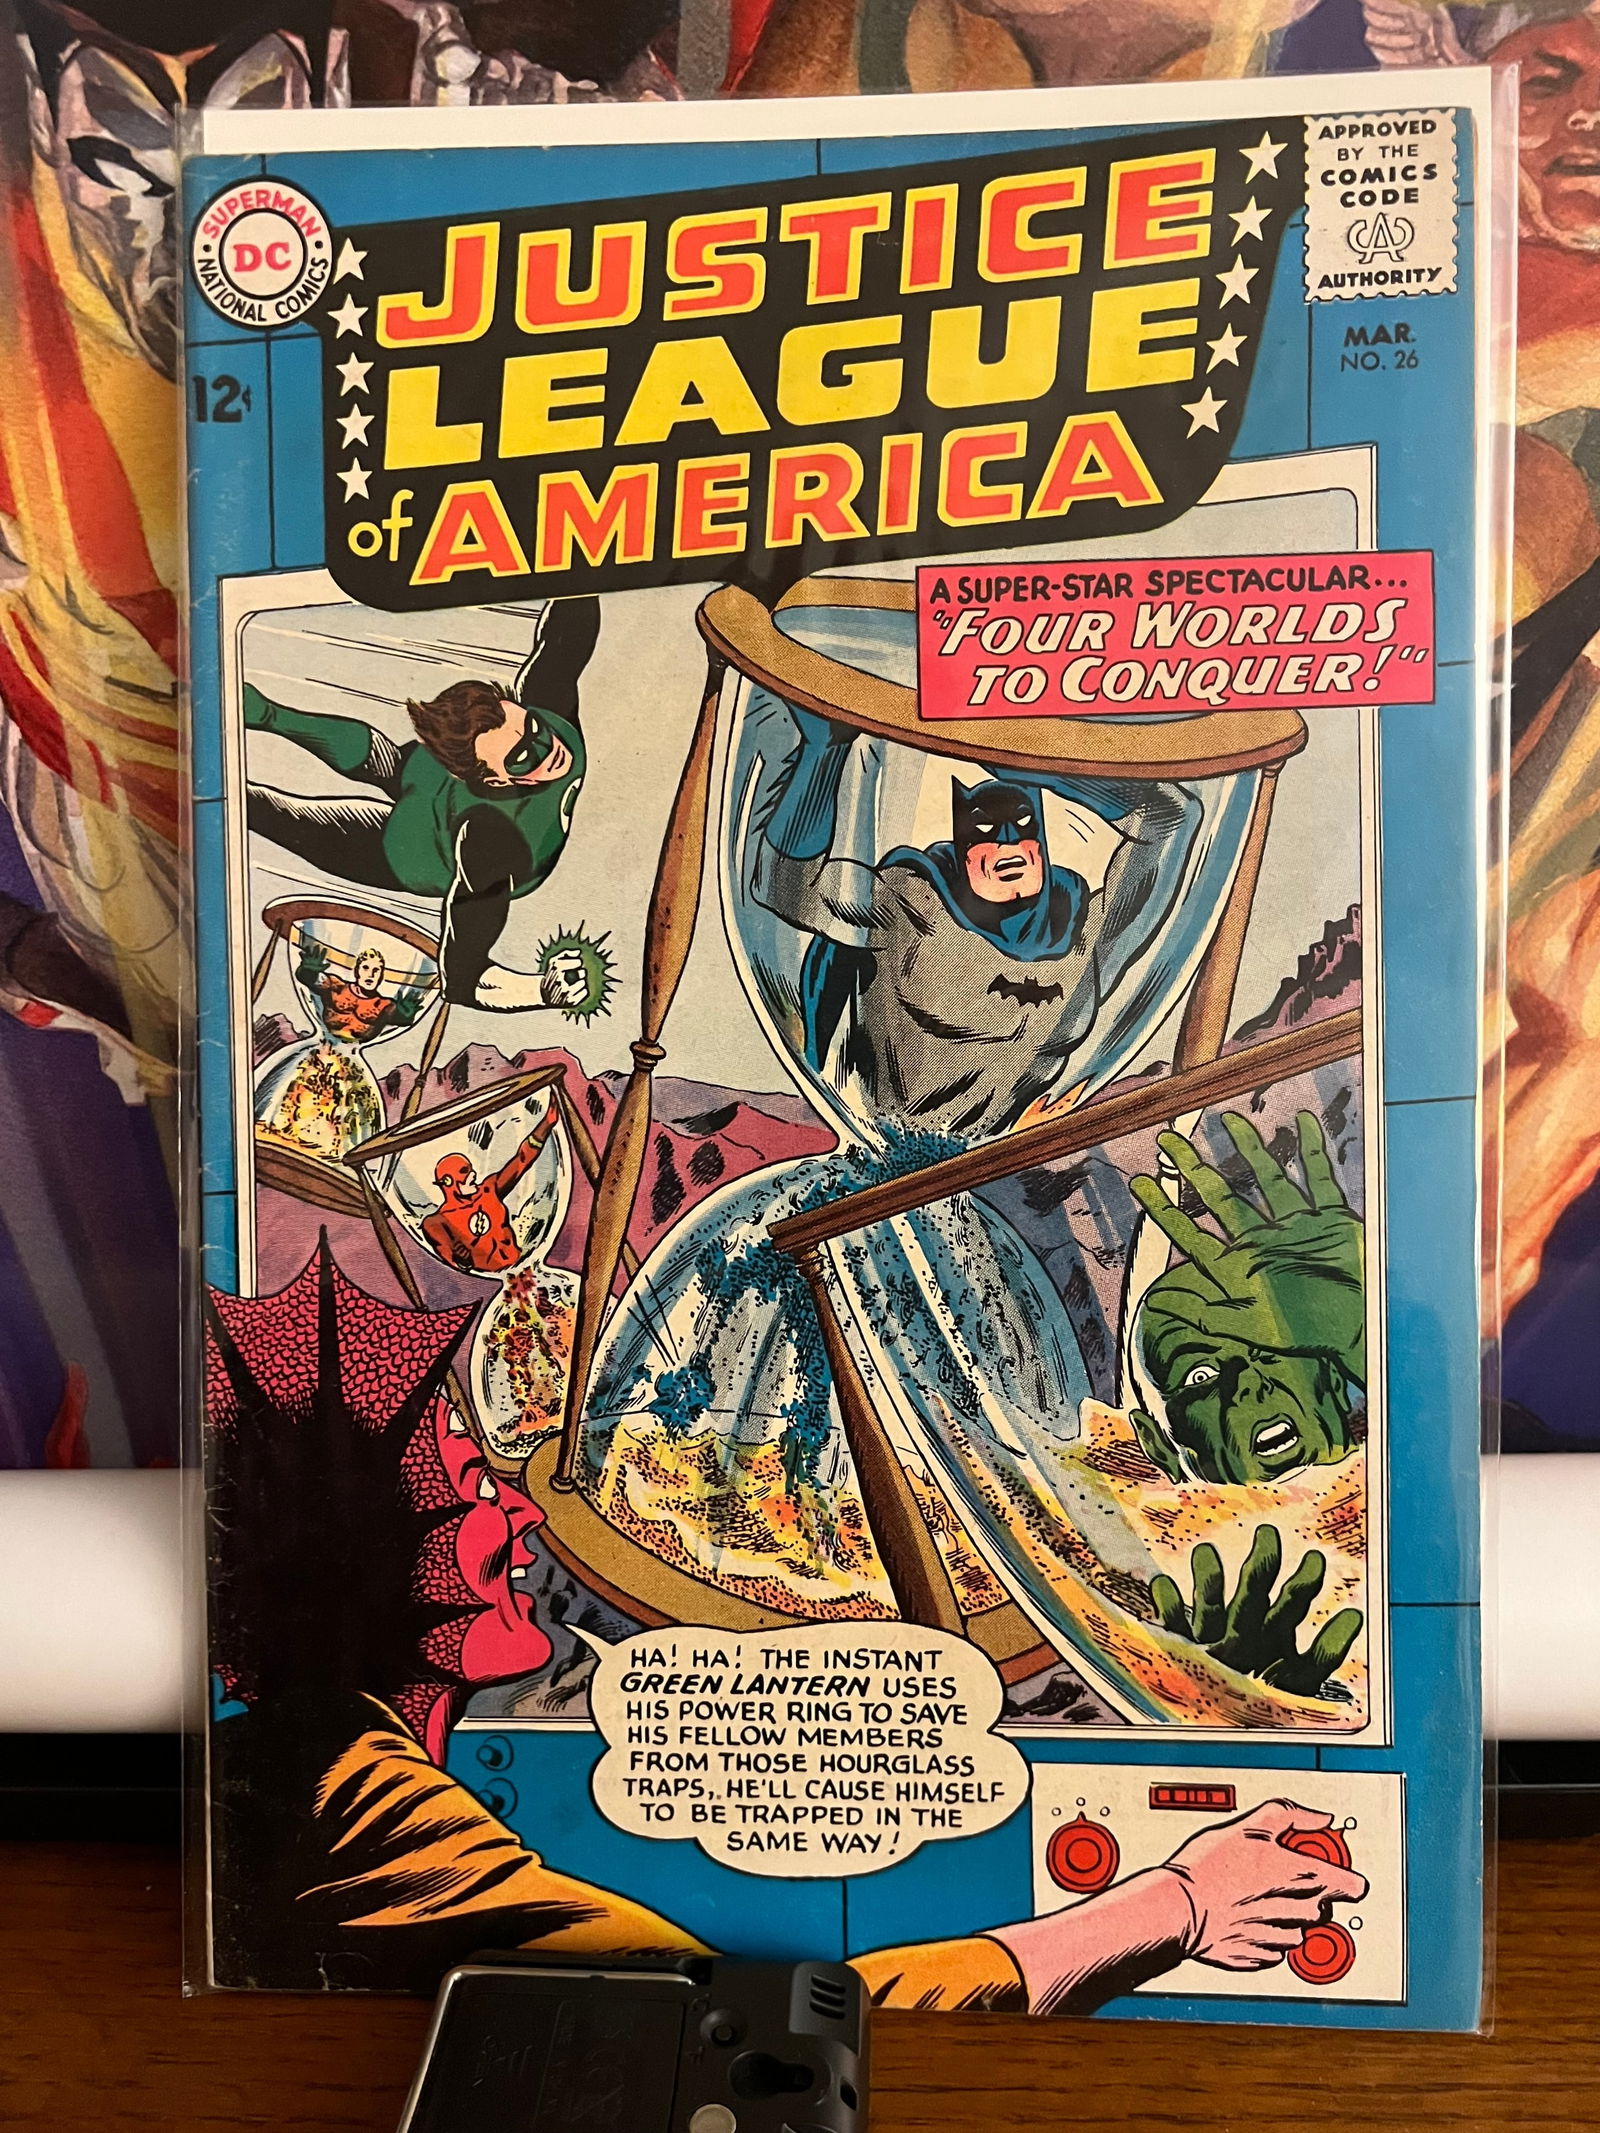 SUPERMAN
DC
NATIONAL COMICS
12¢
JUSTICE
LEAGUE
of AMERICA
APPROVED
BY THE
COMICS
CODE
CA
AUTHORITY
MAR.
NO. 26
A SUPER-STAR SPECTACULAR...
"FOUR WORLDS
TO CONQUER!"
HA! HA! THE INSTANT
GREEN LANTERN USES
HIS POWER RING TO SAVE
HIS FELLOW MEMBERS
FROM THOSE HOURGLASS
TRAPS, HE'LL CAUSE HIMSELF
TO BE TRAPPED IN THE
SAME WAY!